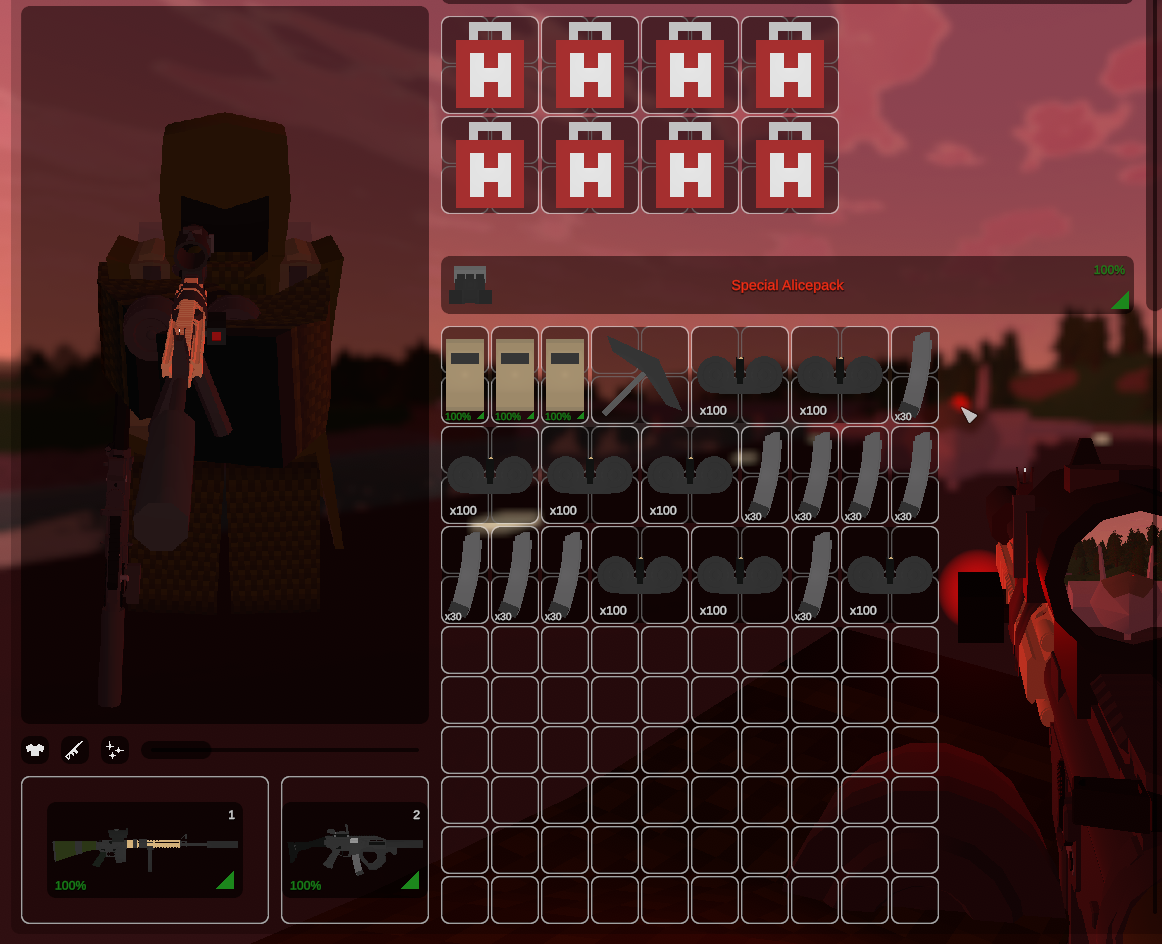 H H H H
H H H H
Special Alicepack
100%
100% 100% 100% x100 x100 x30
x100 x100 x100 x30 x30 x30 x30
x30 x30 x30 x100 x100 x30 x100
1
100%
2
100%